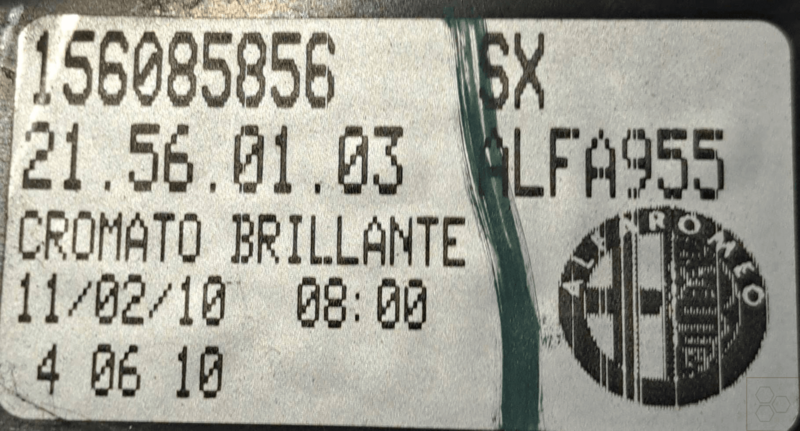 156085856 SX
21.56.01.03 ALFA955
CROMATO BRILLANTE
11/02/10 08:00
4 06 10
ALFA ROMEO